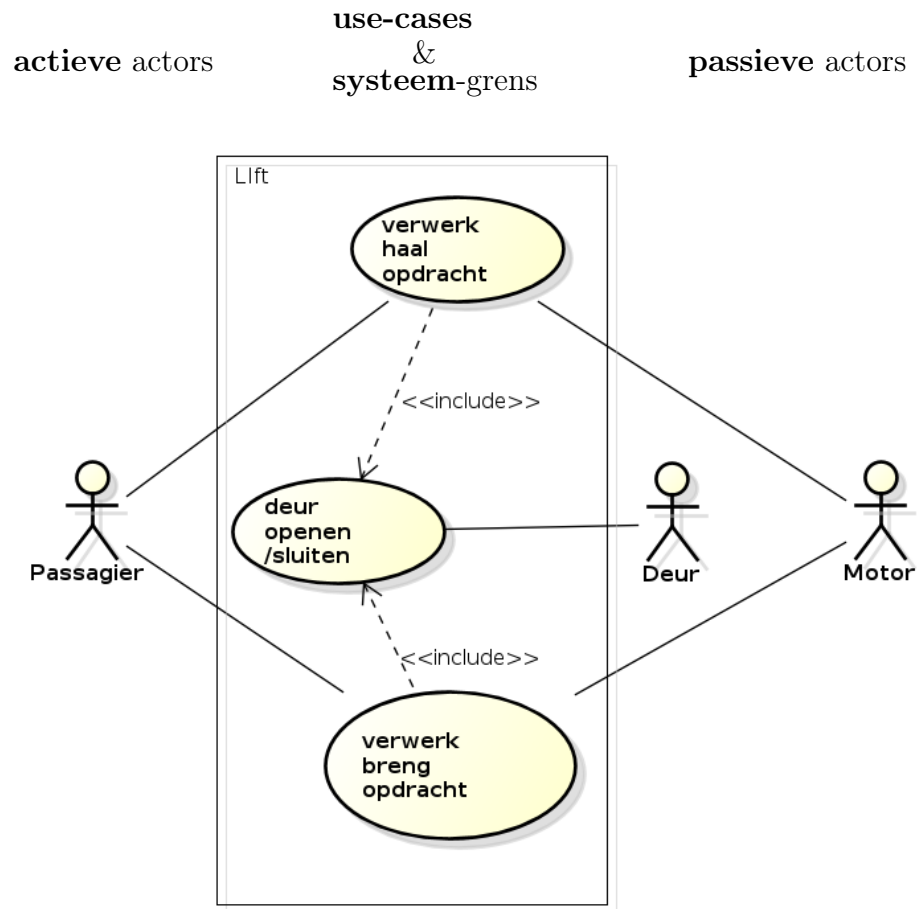 use-cases
actieve actors
&
passieve actors
systeem-grens
LIft
verwerk
haal
opdracht
<<include>>
deur
openen
/sluiten
Passagier
Deur
Motor
<<include>>
verwerk
breng
opdracht